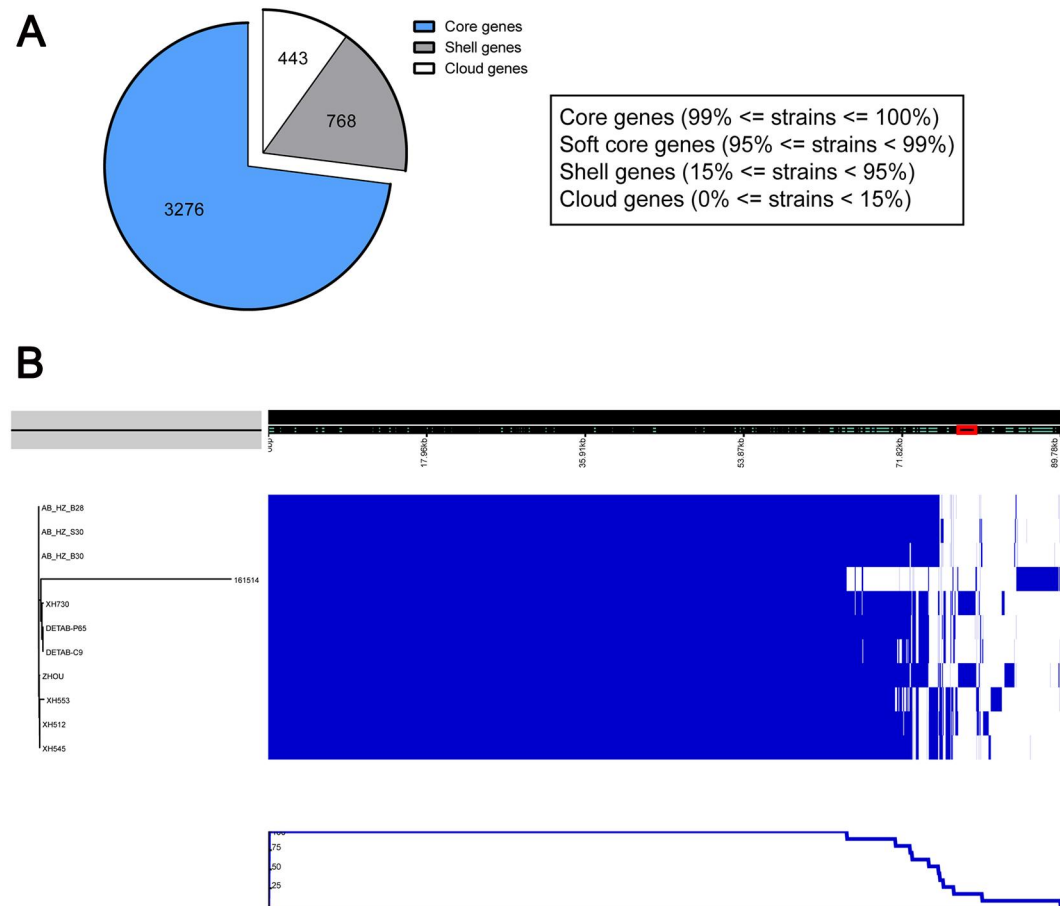 A
443
768
3276
Core genes
Shell genes
Cloud genes
Core genes (99% <= strains <= 100%)
Soft core genes (95% <= strains < 99%)
Shell genes (15% <= strains < 95%)
Cloud genes (0% <= strains < 15%)
B
17.96kb
35.91kb
53.87kb
71.82kb
89.78kb
AB_HZ_B28
AB_HZ_S30
AB_HZ_B30
161514
XH730
DETAB-P65
DETAB-C9
ZHOU
XH553
XH512
XH545
75
50
25